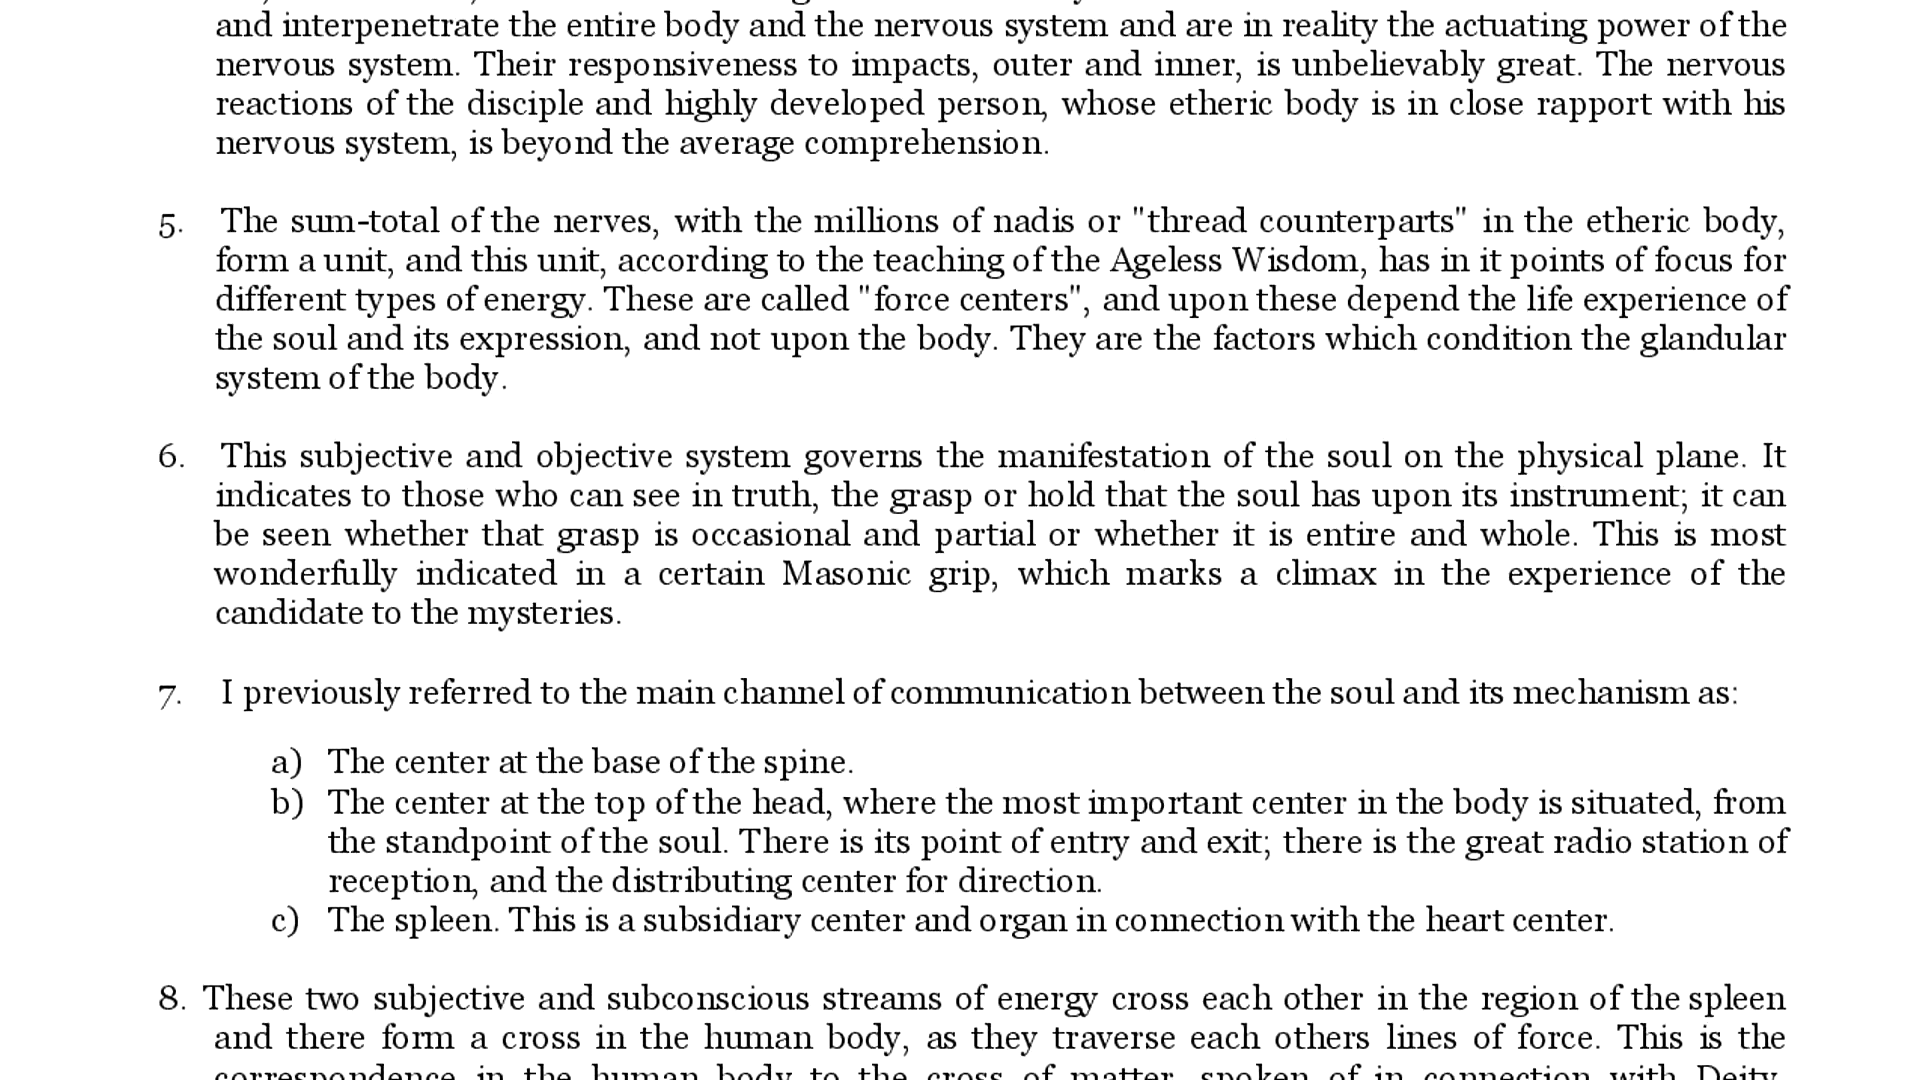 and interpenetrate the entire body and the nervous system and are in reality the actuating power of the
nervous system. Their responsiveness to impacts, outer and inner, is unbelievably great. The nervous
reactions of the disciple and highly developed person, whose etheric body is in close rapport with his
nervous system, is beyond the average comprehension.
5. The sum-total of the nerves, with the millions of nadis or "thread counterparts" in the etheric body,
form a unit, and this unit, according to the teaching of the Ageless Wisdom, has in it points of focus for
different types of energy. These are called "force centers", and upon these depend the life experience of
the soul and its expression, and not upon the body. They are the factors which condition the glandular
system of the body.
6. This subjective and objective system governs the manifestation of the soul on the physical plane. It
indicates to those who can see in truth, the grasp or hold that the soul has upon its instrument; it can
be seen whether that grasp is occasional and partial or whether it is entire and whole. This is most
wonderfully indicated in a certain Masonic grip, which marks a climax in the experience of the
candidate to the mysteries.
7. I previously referred to the main channel of communication between the soul and its mechanism as:
a) The center at the base of the spine.
b) The center at the top of the head, where the most important center in the body is situated, from
the standpoint of the soul. There is its point of entry and exit; there is the great radio station of
reception, and the distributing center for direction.
c) The spleen. This is a subsidiary center and organ in connection with the heart center.
8. These two subjective and subconscious streams of energy cross each other in the region of the spleen
and there form a cross in the human body, as they traverse each others lines of force. This is the
correspondence in the human body to the cross of matter, spoken of in connection with Deity.